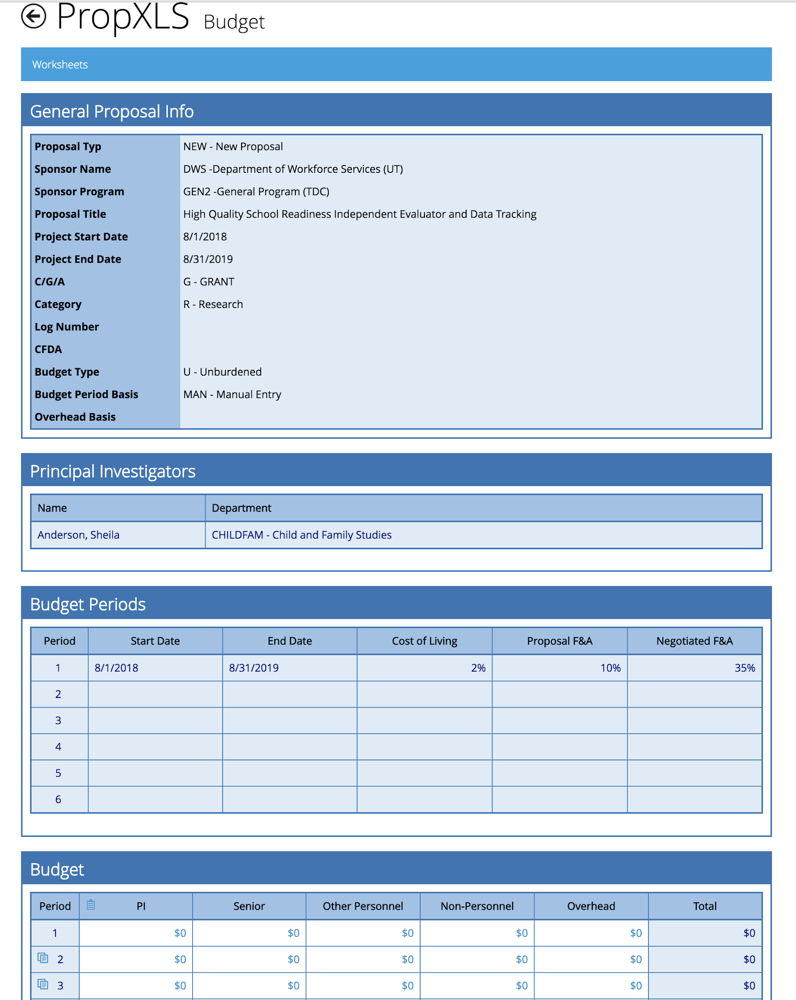 PropXLS Budget
Worksheets
General Proposal Info
Proposal Typ NEW - New Proposal
Sponsor Name DWS -Department of Workforce Services (UT)
Sponsor Program GEN2 -General Program (TDC)
Proposal Title High Quality School Readiness Independent Evaluator and Data Tracking
Project Start Date 8/1/2018
Project End Date 8/31/2019
C/G/A G - GRANT
Category R - Research
Log Number
CFDA
Budget Type U - Unburdened
Budget Period Basis MAN - Manual Entry
Overhead Basis
Principal Investigators
Name Department
Anderson, Sheila CHILDFAM - Child and Family Studies
Budget Periods
Period Start Date End Date Cost of Living Proposal F&A Negotiated F&A
1 8/1/2018 8/31/2019 2% 10% 35%
2
3
4
5
6
Budget
Period PI Senior Other Personnel Non-Personnel Overhead Total
1 $0 $0 $0 $0 $0 $0
2 $0 $0 $0 $0 $0 $0
3 $0 $0 $0 $0 $0 $0